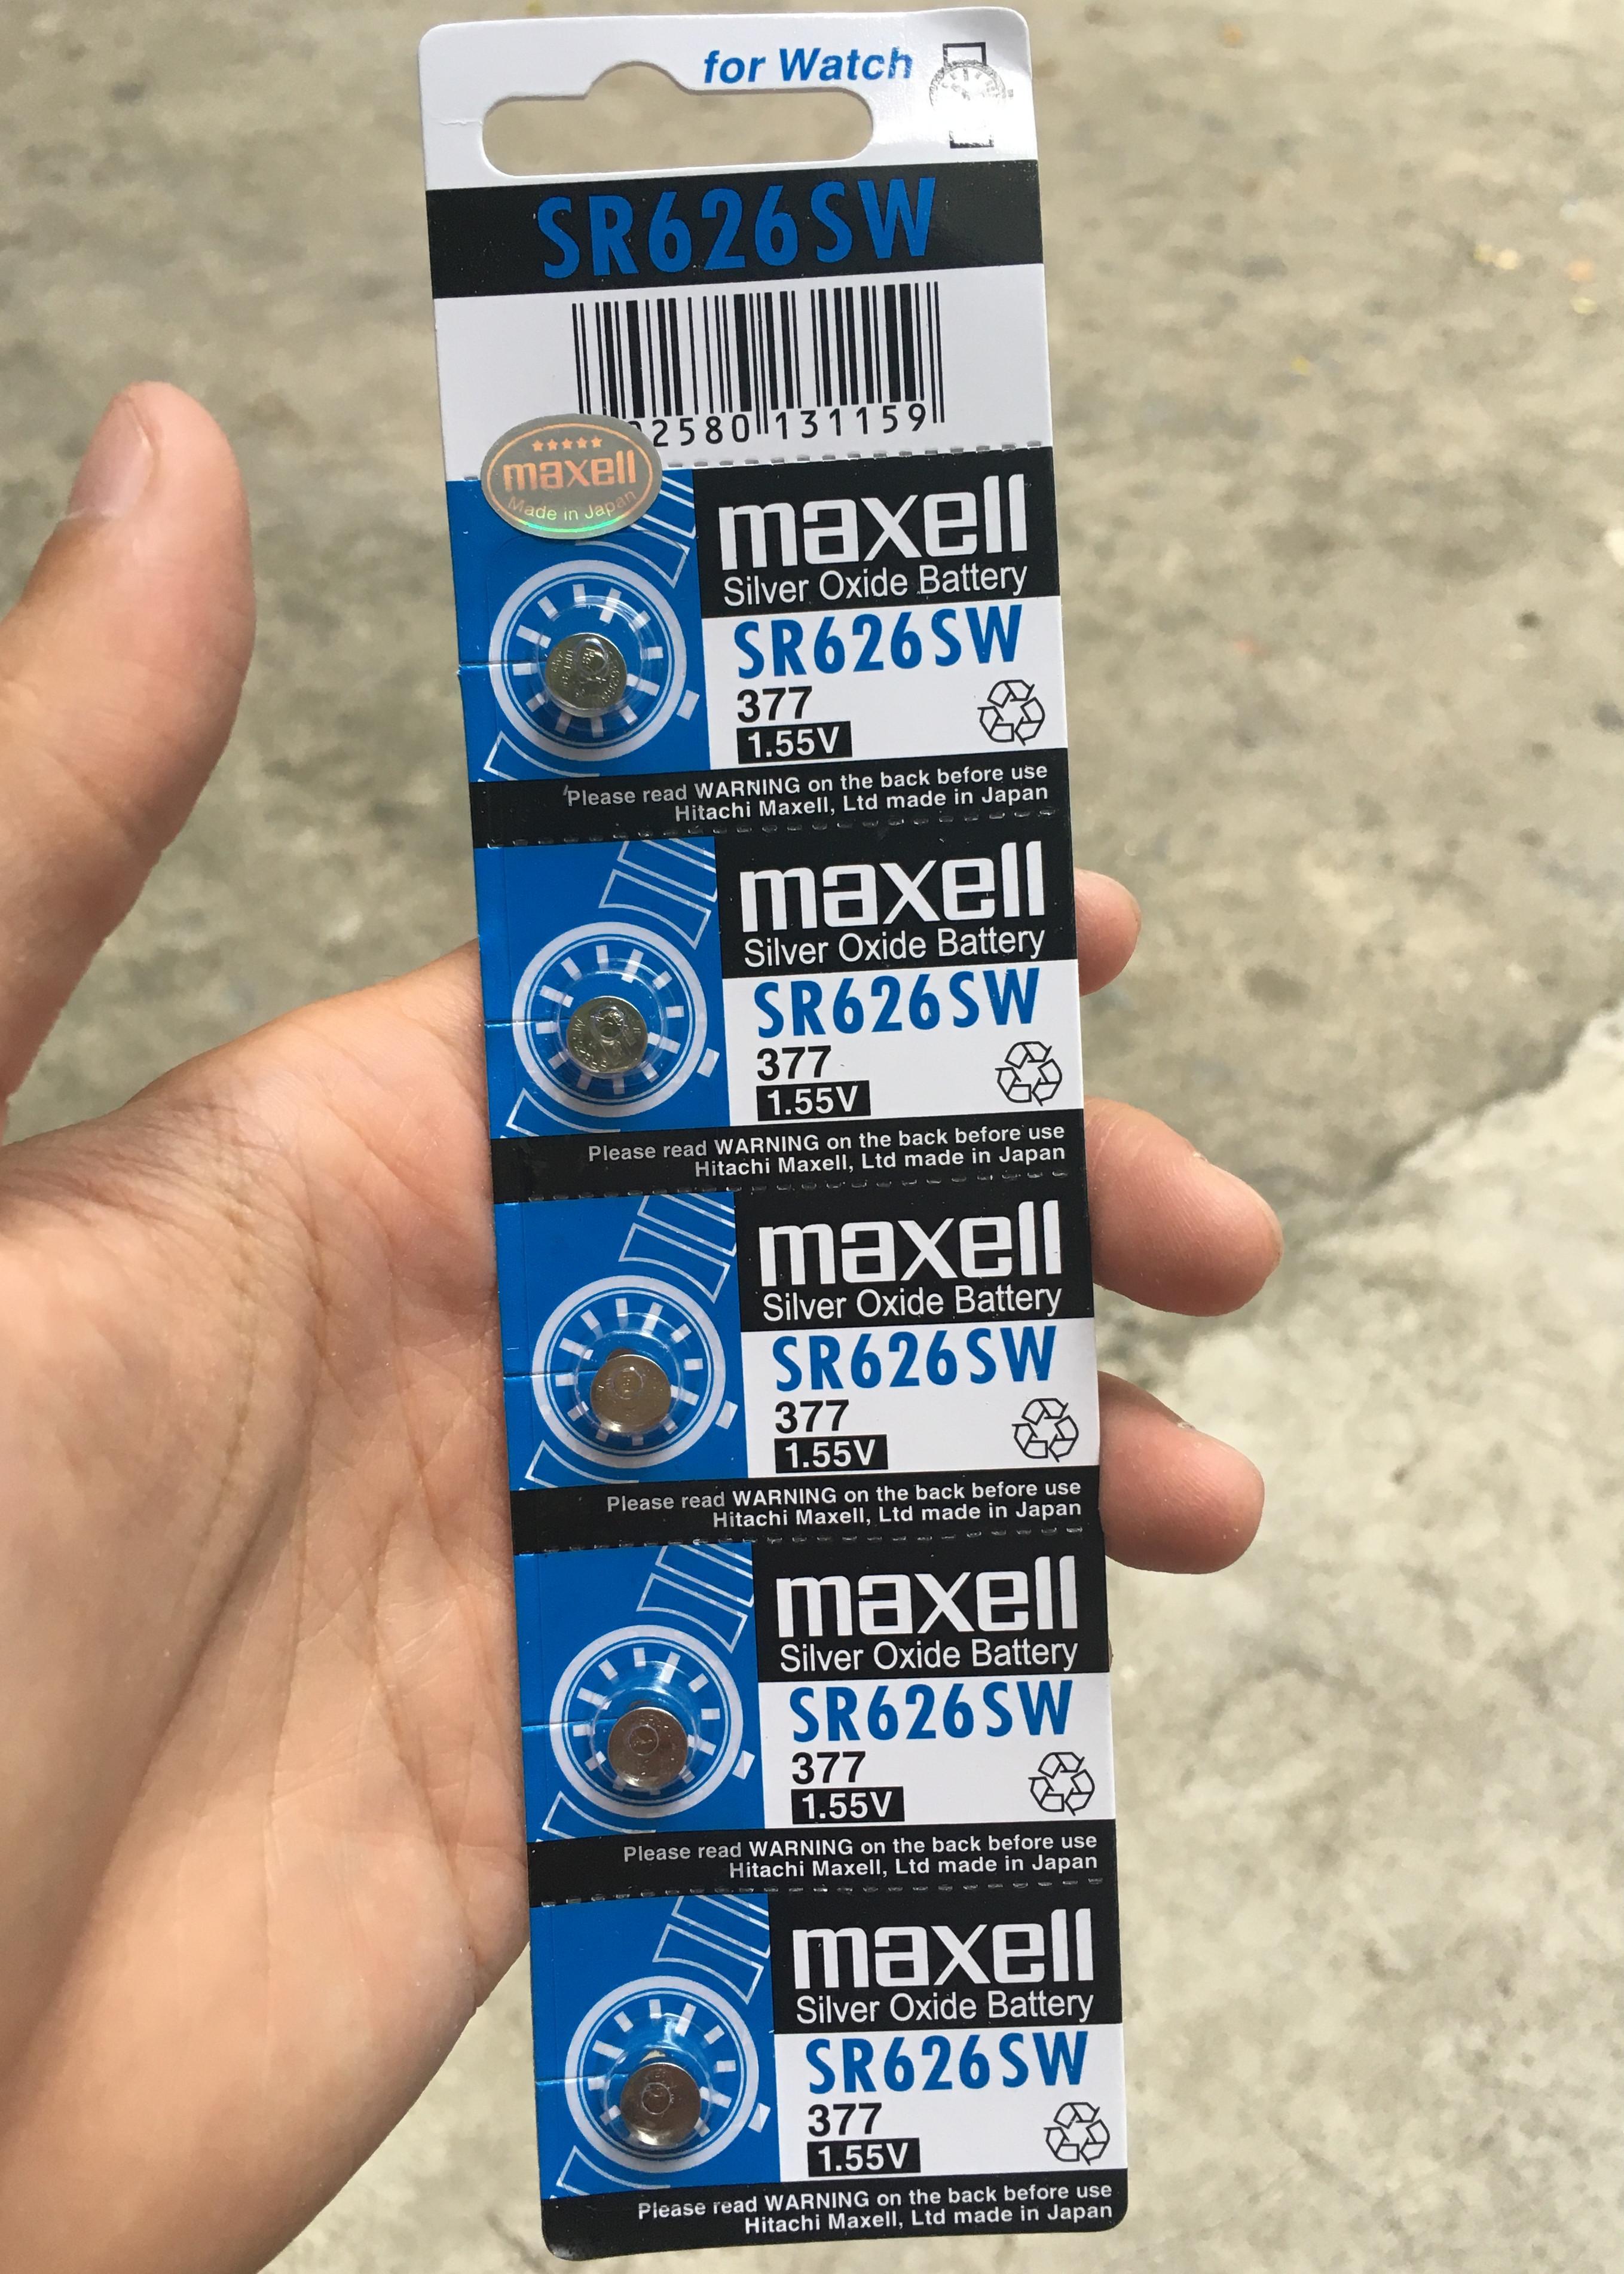 for Watch
SR626SW
2580 131159
maxell
Made in Japan
maxell
Silver Oxide Battery
SR626SW
377
1.55V
Please read WARNING on the back before use
Hitachi Maxell, Ltd made in Japan
maxell
Silver Oxide Battery
SR626SW
377
1.55V
Please read WARNING on the back before use
Hitachi Maxell, Ltd made in Japan
maxell
Silver Oxide Battery
SR626SW
377
1.55V
Please read WARNING on the back before use
Hitachi Maxell, Ltd made in Japan
maxell
Silver Oxide Battery
SR626SW
377
1.55V
Please read WARNING on the back before use
Hitachi Maxell, Ltd made in Japan
maxell
Silver Oxide Battery
SR626SW
377
1.55V
Please read WARNING on the back before use
Hitachi Maxell, Ltd made in Japan